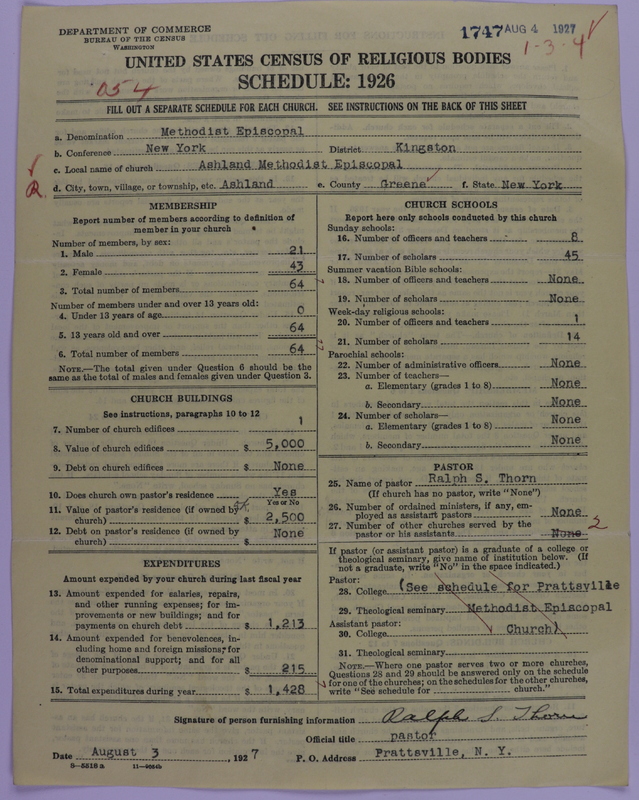 DEPARTMENT OF COMMERCE
BUREAU OF THE CENSUS
WASHINGTON
1747 AUG 4 1927
1-3-4
UNITED STATES CENSUS OF RELIGIOUS BODIES
SCHEDULE: 1926
054
FILL OUT A SEPARATE SCHEDULE FOR EACH CHURCH. SEE INSTRUCTIONS ON THE BACK OF THIS SHEET
a. Denomination Methodist Episcopal
b. Conference New York District Kingston
c. Local name of church Ashland Methodist Episcopal
R. d. City, town, village, or township, etc. Ashland e. County Greene f. State New York
MEMBERSHIP
Report number of members according to definition of
member in your church
Number of members, by sex:
1. Male 21
2. Female 43
3. Total number of members 64
Number of members under and over 13 years old:
4. Under 13 years of age 0
5. 13 years old and over 64
6. Total number of members 64
NOTE.—The total given under Question 6 should be the
same as the total of males and females given under Question 3.
CHURCH BUILDINGS
See instructions, paragraphs 10 to 12
7. Number of church edifices 1
8. Value of church edifices $ 5,000
9. Debt on church edifices $ None
10. Does church own pastor's residence Yes
Yes or No
11. Value of pastor's residence (if owned by
church) $ 2,500
12. Debt on pastor's residence (if owned by
church) $ None
EXPENDITURES
Amount expended by your church during last fiscal year
13. Amount expended for salaries, repairs,
and other running expenses; for im-
provements or new buildings; and for
payments on church debt $ 1,213
14. Amount expended for benevolences, in-
cluding home and foreign missions; for
denominational support; and for all
other purposes $ 215
15. Total expenditures during year $ 1,428
CHURCH SCHOOLS
Report here only schools conducted by this church
Sunday schools:
16. Number of officers and teachers 8
17. Number of scholars 45
Summer vacation Bible schools:
18. Number of officers and teachers None
19. Number of scholars None
Week-day religious schools:
20. Number of officers and teachers 1
21. Number of scholars 14
Parochial schools:
22. Number of administrative officers None
23. Number of teachers—
a. Elementary (grades 1 to 8) None
b. Secondary None
24. Number of scholars—
a. Elementary (grades 1 to 8) None
b. Secondary None
PASTOR
25. Name of pastor Ralph S. Thorn
(If church has no pastor, write "None")
26. Number of ordained ministers, if any, em-
ployed as assistant pastors None
27. Number of other churches served by the
pastor or his assistants None 2
If pastor (or assistant pastor) is a graduate of a college or
theological seminary, give name of institution below. (If
not a graduate, write "No" in the space indicated.)
Pastor:
28. College (See schedule for Prattsville
29. Theological seminary Methodist Episcopal
Assistant pastor:
30. College Church)
31. Theological seminary
NOTE.—Where one pastor serves two or more churches,
Questions 28 and 29 should be answered only on the schedule
for one of the churches; on the schedules for the other churches,
write "See schedule for church."
Signature of person furnishing information Ralph S. Thorn
Official title pastor
Date August 3, 1927 P. O. Address Prattsville, N. Y.
8—5518 a 11—9064b